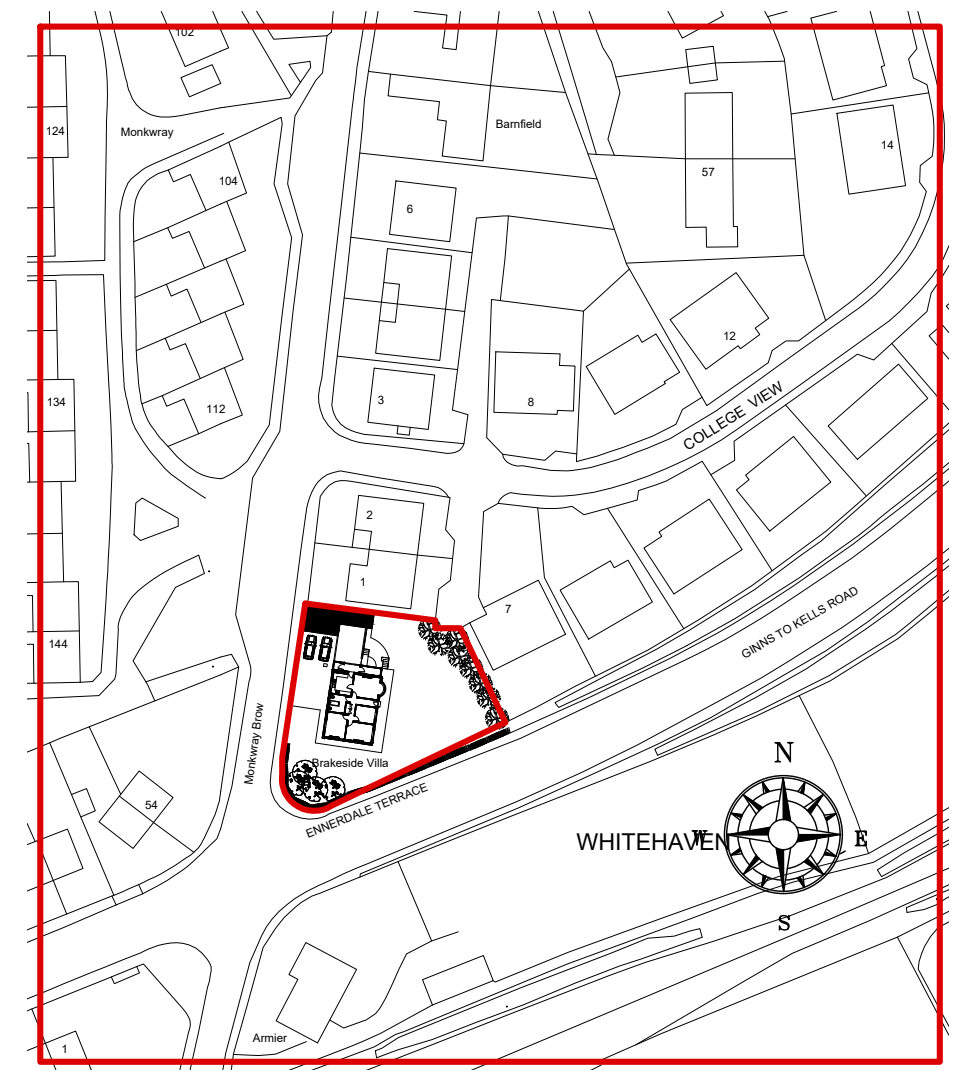 102
124
Monkwray
Barnfield
14
57
104
6
12
134
3
8
112
COLLEGE VIEW
2
1
7
GINNS TO KELLS ROAD
144
Monkwray Brow
Brakeside Villa
N
54
ENNERDALE TERRACE
WHITEHAVEN
W
E
S
Armier
1